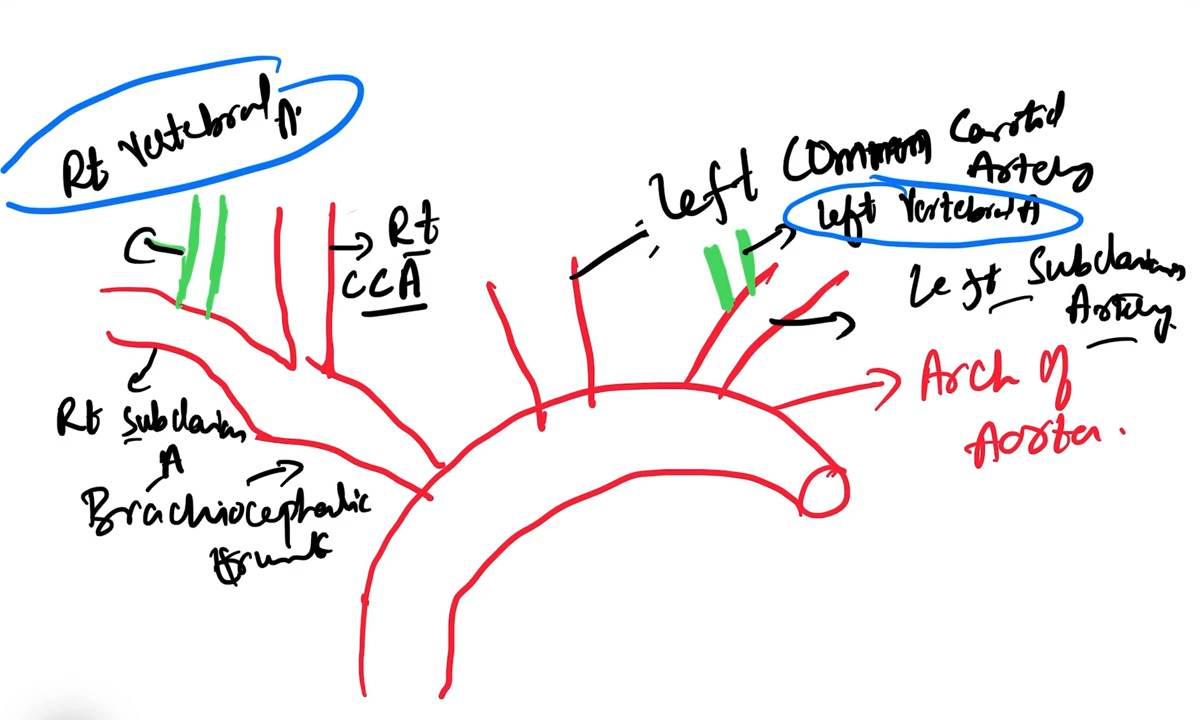 Rt Vertebral A.
Rt
CCA
Left Common Carotid
Artery
Left Vertebral A
Left Subclavian
Artery
Arch of
Aorta.
Rt Subclavian
A
Brachiocephalic
trunk